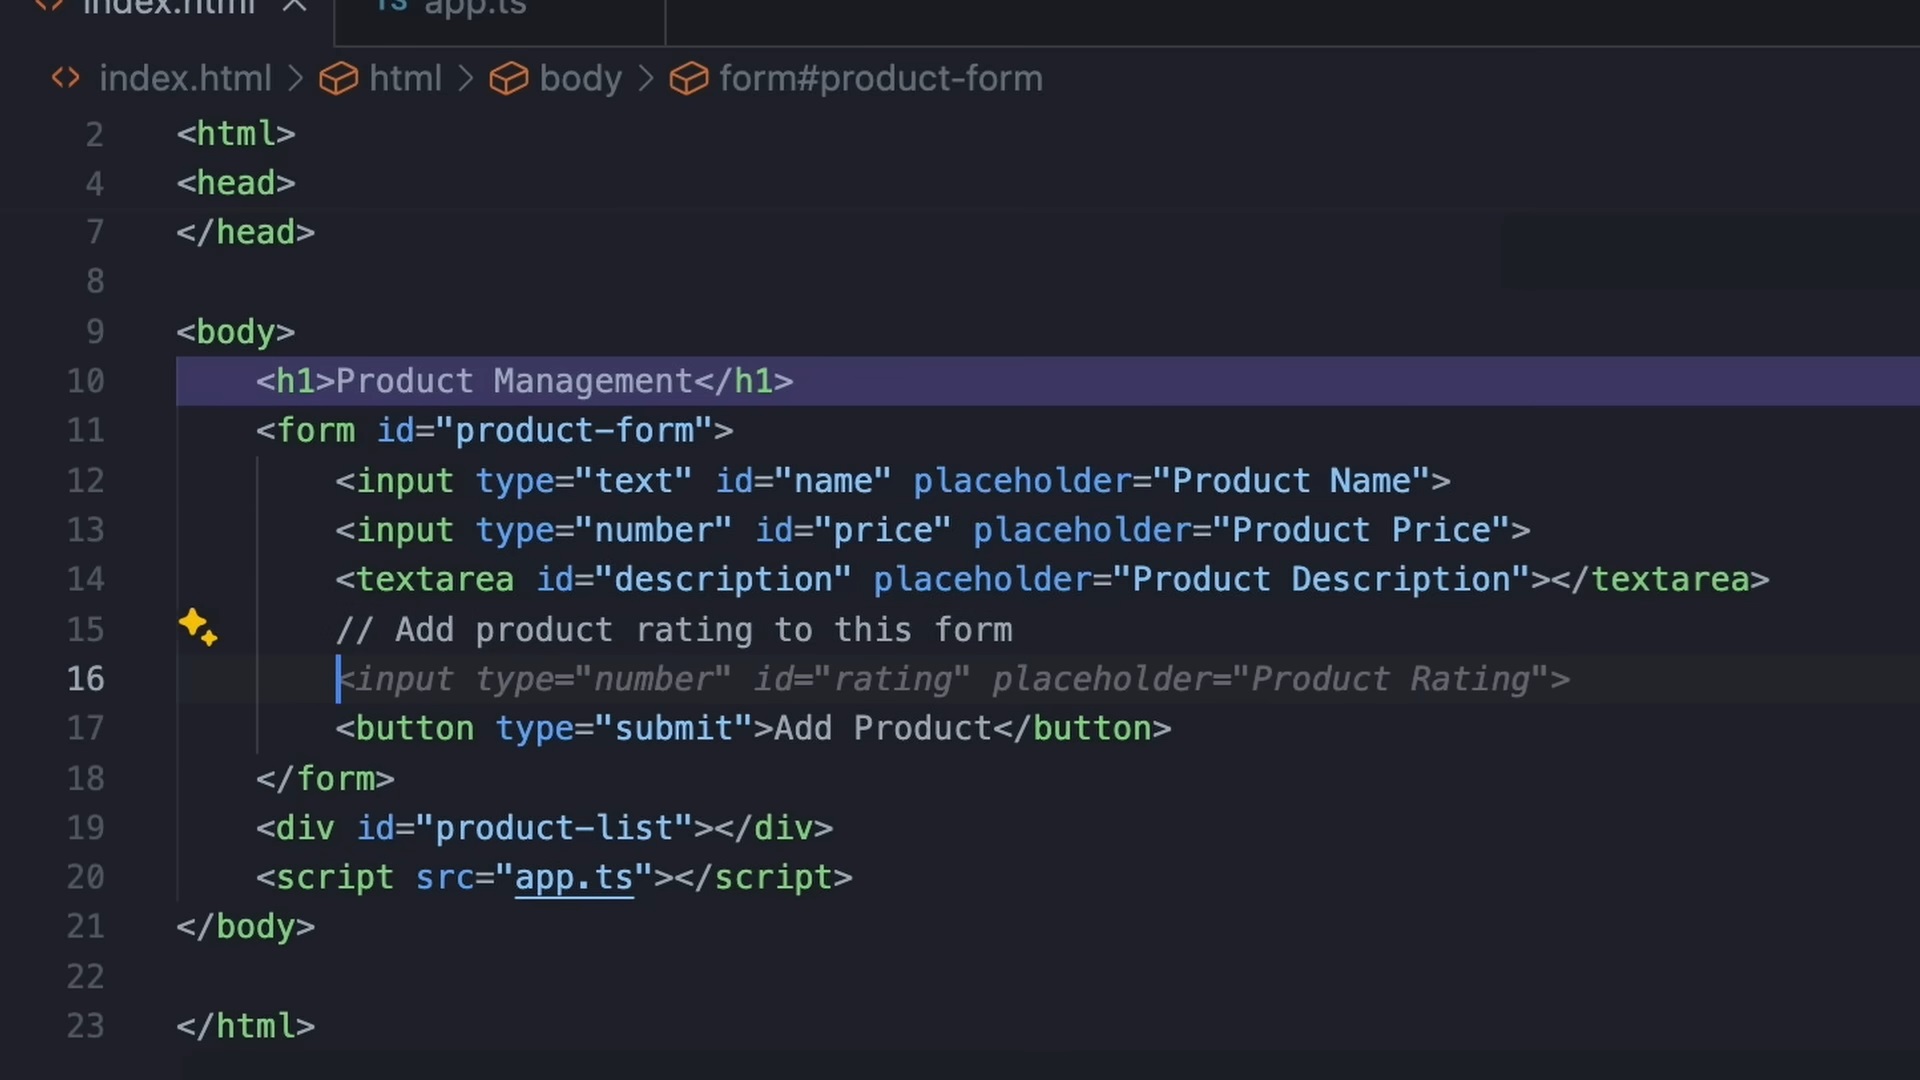 index.html
TS app.ts
index.html > html > body > form#product-form
2 <html>
4 <head>
7 </head>
8
9 <body>
10 <h1>Product Management</h1>
11 <form id="product-form">
12 <input type="text" id="name" placeholder="Product Name">
13 <input type="number" id="price" placeholder="Product Price">
14 <textarea id="description" placeholder="Product Description"></textarea>
15 // Add product rating to this form
16 <input type="number" id="rating" placeholder="Product Rating">
17 <button type="submit">Add Product</button>
18 </form>
19 <div id="product-list"></div>
20 <script src="app.ts"></script>
21 </body>
22
23 </html>